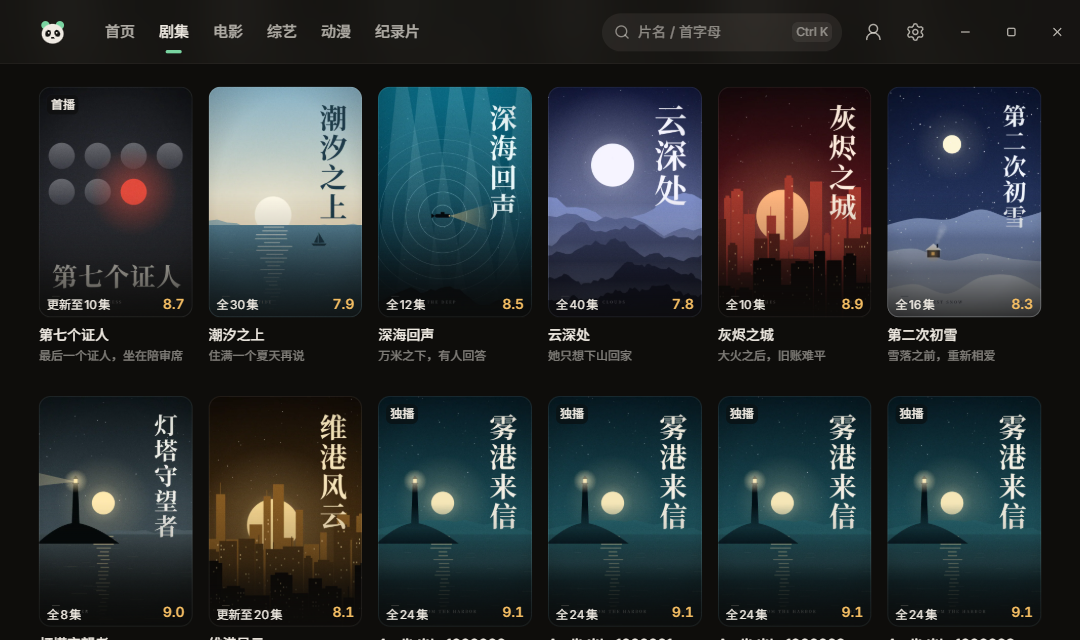 首页 剧集 电影 综艺 动漫 纪录片 片名 / 首字母 Ctrl K
首播
第七个证人
更新至10集 8.7
第七个证人
最后一个证人，坐在陪审席
潮汐之上
全30集 7.9
潮汐之上
住满一个夏天再说
深海回声
全12集 8.5
深海回声
万米之下，有人回答
云深处
全40集 7.8
云深处
她只想下山回家
灰烬之城
全10集 8.9
灰烬之城
大火之后，旧账难平
第二次初雪
全16集 8.3
第二次初雪
雪落之前，重新相爱
灯塔守望者
全8集 9.0
维港风云
更新至20集 8.1
独播
雾港来信
全24集 9.1
独播
雾港来信
全24集 9.1
独播
雾港来信
全24集 9.1
独播
雾港来信
全24集 9.1